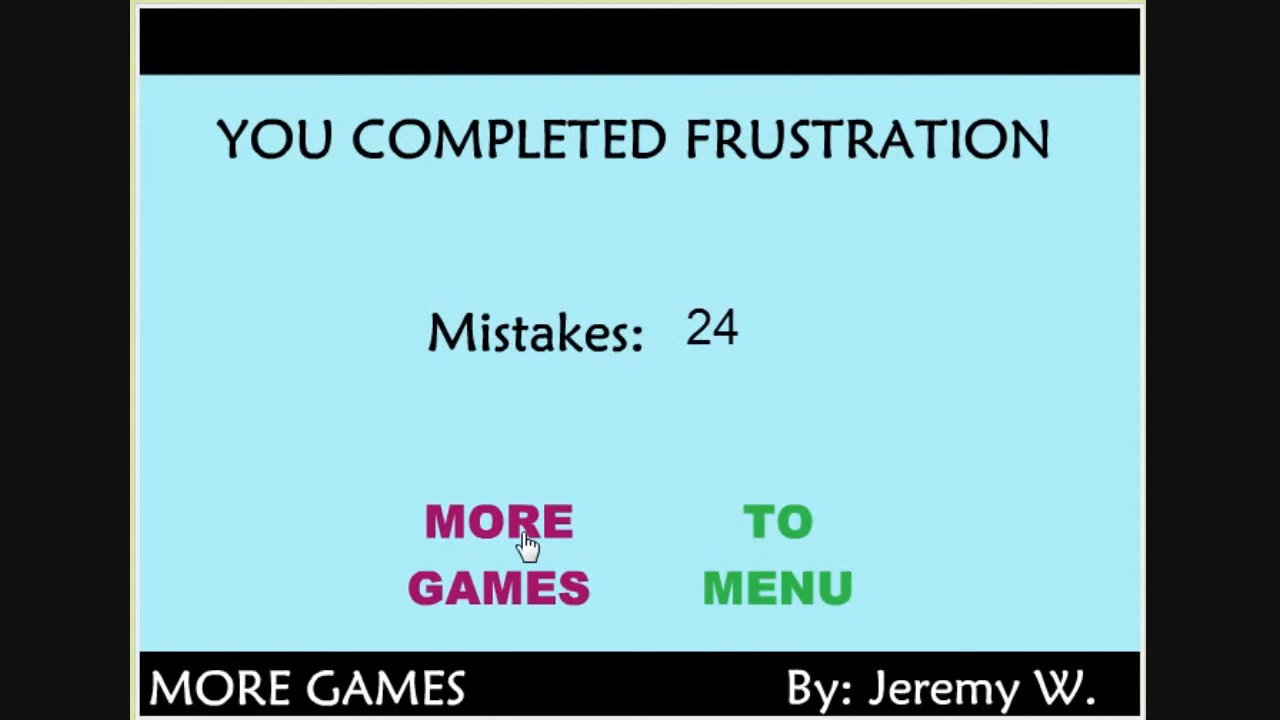 YOU COMPLETED FRUSTRATION
Mistakes: 24
MORE
GAMES
TO
MENU
MORE GAMES
By: Jeremy W.